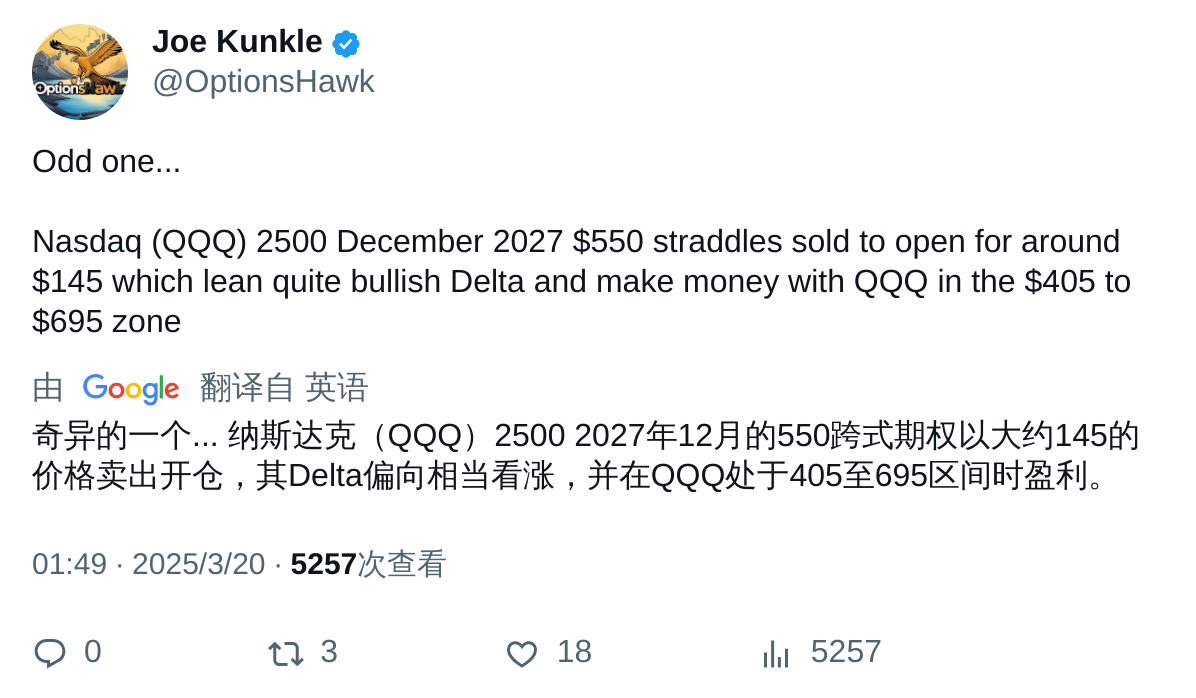 Joe Kunkle
@OptionsHawk
Odd one...
Nasdaq (QQQ) 2500 December 2027 $550 straddles sold to open for around
$145 which lean quite bullish Delta and make money with QQQ in the $405 to
$695 zone
由 Google 翻译自 英语
奇异的一个... 纳斯达克（QQQ）2500 2027年12月的550跨式期权以大约145的
价格卖出开仓，其Delta偏向相当看涨，并在QQQ处于405至695区间时盈利。
01:49 · 2025/3/20 · 5257次查看
0 3 18 5257